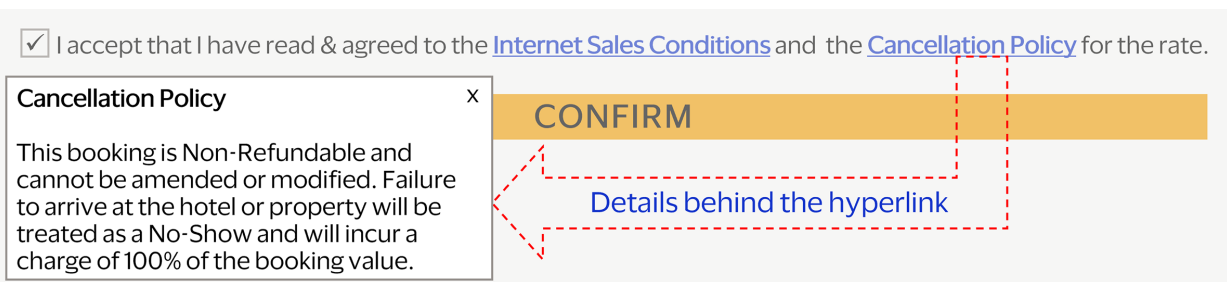 ✓ I accept that I have read & agreed to the Internet Sales Conditions and the Cancellation Policy for the rate.
Cancellation Policy x
This booking is Non-Refundable and
cannot be amended or modified. Failure
to arrive at the hotel or property will be
treated as a No-Show and will incur a
charge of 100% of the booking value.
CONFIRM
Details behind the hyperlink